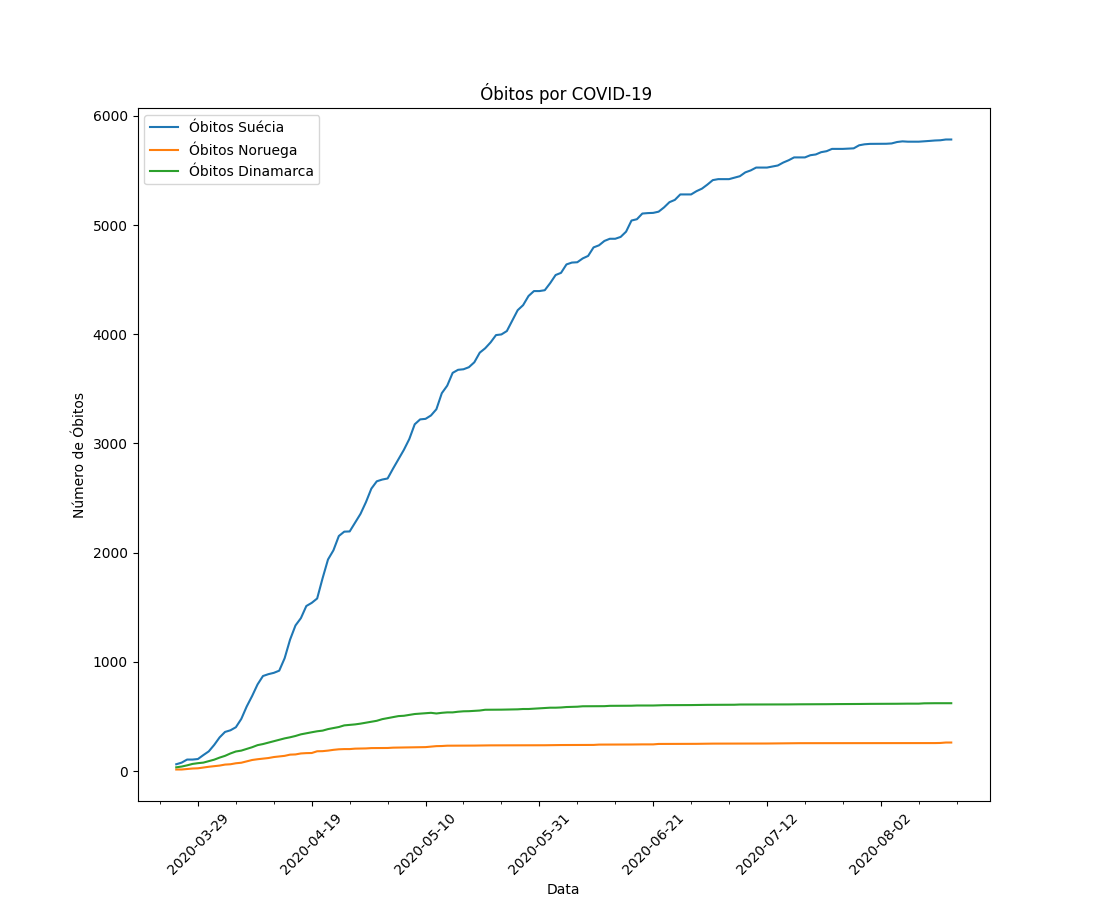 Óbitos por COVID-19
Óbitos Suécia
Óbitos Noruega
Óbitos Dinamarca
6000
5000
4000
3000
2000
1000
0
Número de Óbitos
2020-03-29
2020-04-19
2020-05-10
2020-05-31
2020-06-21
2020-07-12
2020-08-02
Data